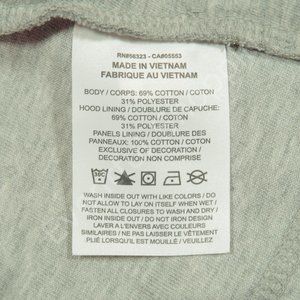 RN#56323 - CA#05553
MADE IN VIETNAM
FABRIQUE AU VIETNAM
BODY / CORPS: 69% COTTON / COTON
31% POLYESTER
HOOD LINING / DOUBLURE DE CAPUCHE:
69% COTTON / COTON
31% POLYESTER
PANELS LINING / DOUBLURE DES
PANNEAUX: 100% COTTON / COTON
EXCLUSIVE OF DECORATION /
DECORATION NON COMPRISE
WASH INSIDE OUT WITH LIKE COLORS / DO
NOT ALLOW TO LAY ON ITSELF WHEN WET /
FASTEN ALL CLOSURES TO WASH AND DRY /
IRON INSIDE OUT / DO NOT IRON DESIGN
LAVER A L'ENVERS AVEC COULEURS
SIMILAIRES / NE PAS LAISSER LE VÊTEMENT
PLIÉ LORSQU'IL EST MOUILLÉ / VEUILLEZ